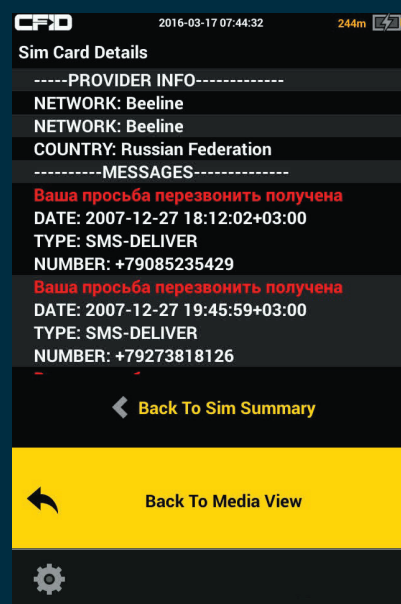 CFID
2016-03-17 07:44:32
244m
Sim Card Details
-----PROVIDER INFO-------------
NETWORK: Beeline
NETWORK: Beeline
COUNTRY: Russian Federation
----------MESSAGES--------------
Ваша просьба перезвонить получена
DATE: 2007-12-27 18:12:02+03:00
TYPE: SMS-DELIVER
NUMBER: +79085235429
Ваша просьба перезвонить получена
DATE: 2007-12-27 19:45:59+03:00
TYPE: SMS-DELIVER
NUMBER: +79273818126
Back To Sim Summary
Back To Media View